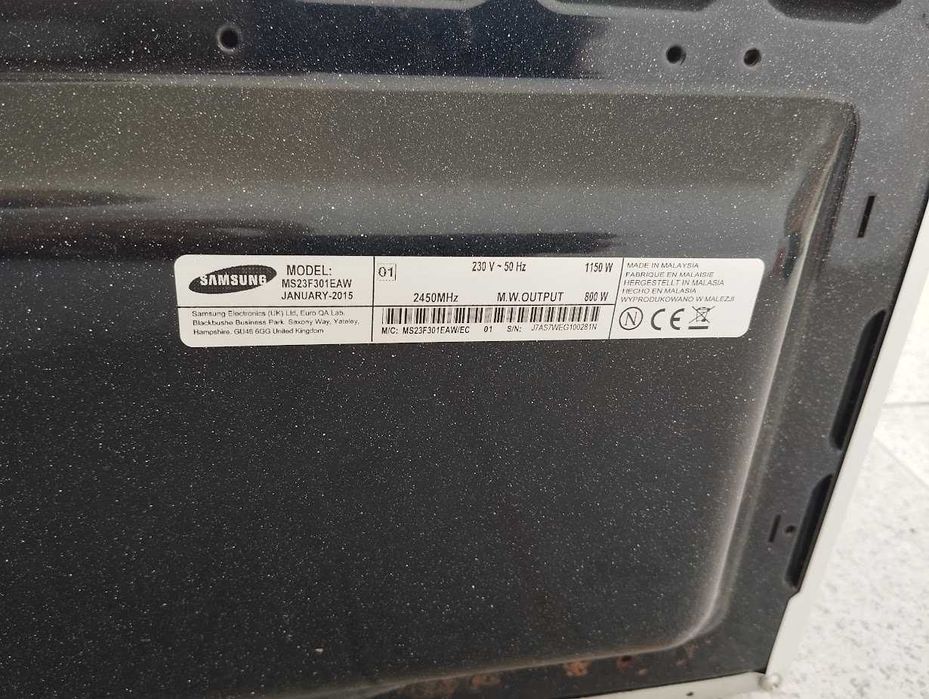 SAMSUNG
MODEL:
MS23F301EAW
JANUARY-2015
Samsung Electronics (UK) Ltd, Euro QA Lab.
Blackbushe Business Park. Saxony Way, Yateley,
Hampshire. GU46 6GG United Kingdom
01
230 V ~ 50 Hz 1150 W
2450MHz M.W.OUTPUT 800 W
M/C: MS23F301EAW/EC 01 S/N: J7AS7WEG100281N
MADE IN MALAYSIA
FABRIQUE EN MALAISIE
HERGESTELLT IN MALASIA
HECHO EN MALASIA
WYPRODUKOWANO W MALEZJI
N CE